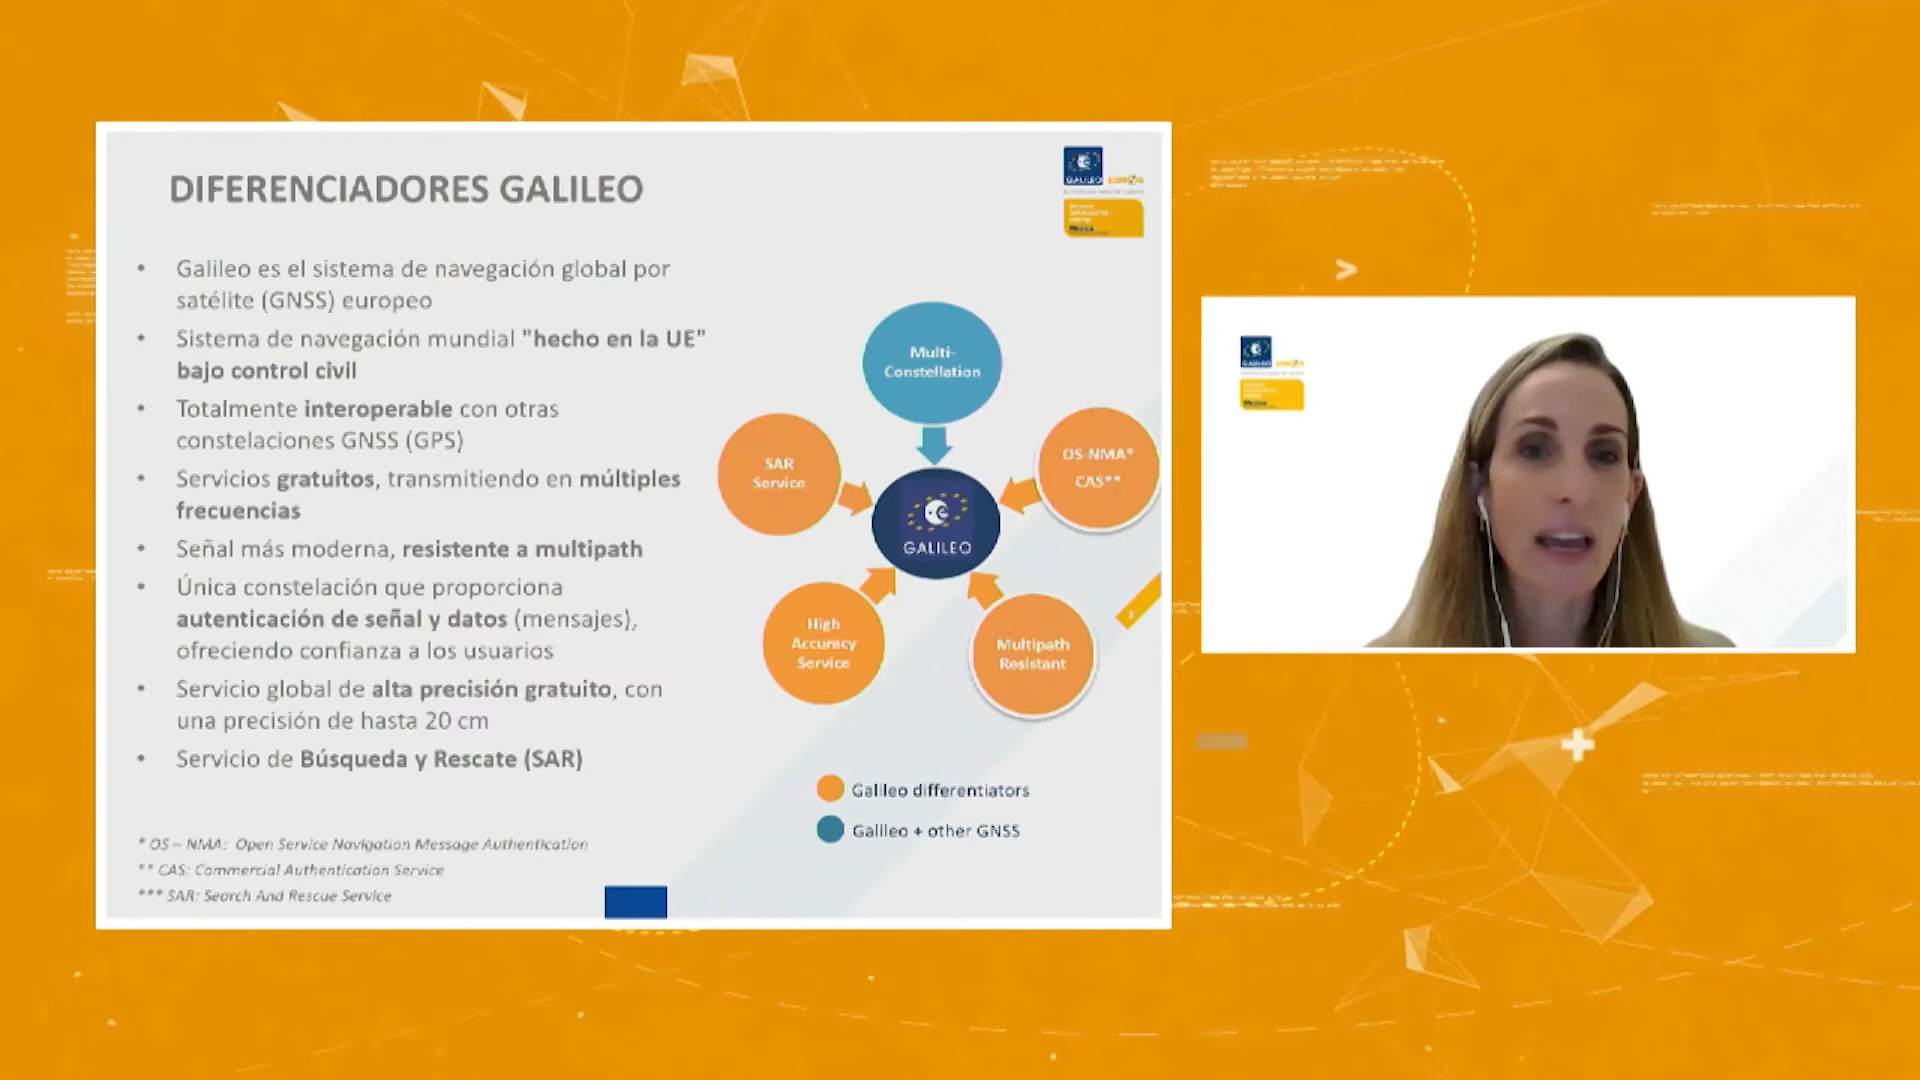 DIFERENCIADORES GALILEO
• Galileo es el sistema de navegación global por
satélite (GNSS) europeo
• Sistema de navegación mundial "hecho en la UE"
bajo control civil
• Totalmente interoperable con otras
constelaciones GNSS (GPS)
• Servicios gratuitos, transmitiendo en múltiples
frecuencias
• Señal más moderna, resistente a multipath
• Única constelación que proporciona
autenticación de señal y datos (mensajes),
ofreciendo confianza a los usuarios
• Servicio global de alta precisión gratuito, con
una precisión de hasta 20 cm
• Servicio de Búsqueda y Rescate (SAR)
* OS – NMA: Open Service Navigation Message Authentication
** CAS: Commercial Authentication Service
*** SAR: Search And Rescue Service
Multi-
Constellation
SAR
Service
OS-NMA*
CAS**
GALILEO
High
Accuracy
Service
Multipath
Resistant
Galileo differentiators
Galileo + other GNSS
GALILEO
Mexico